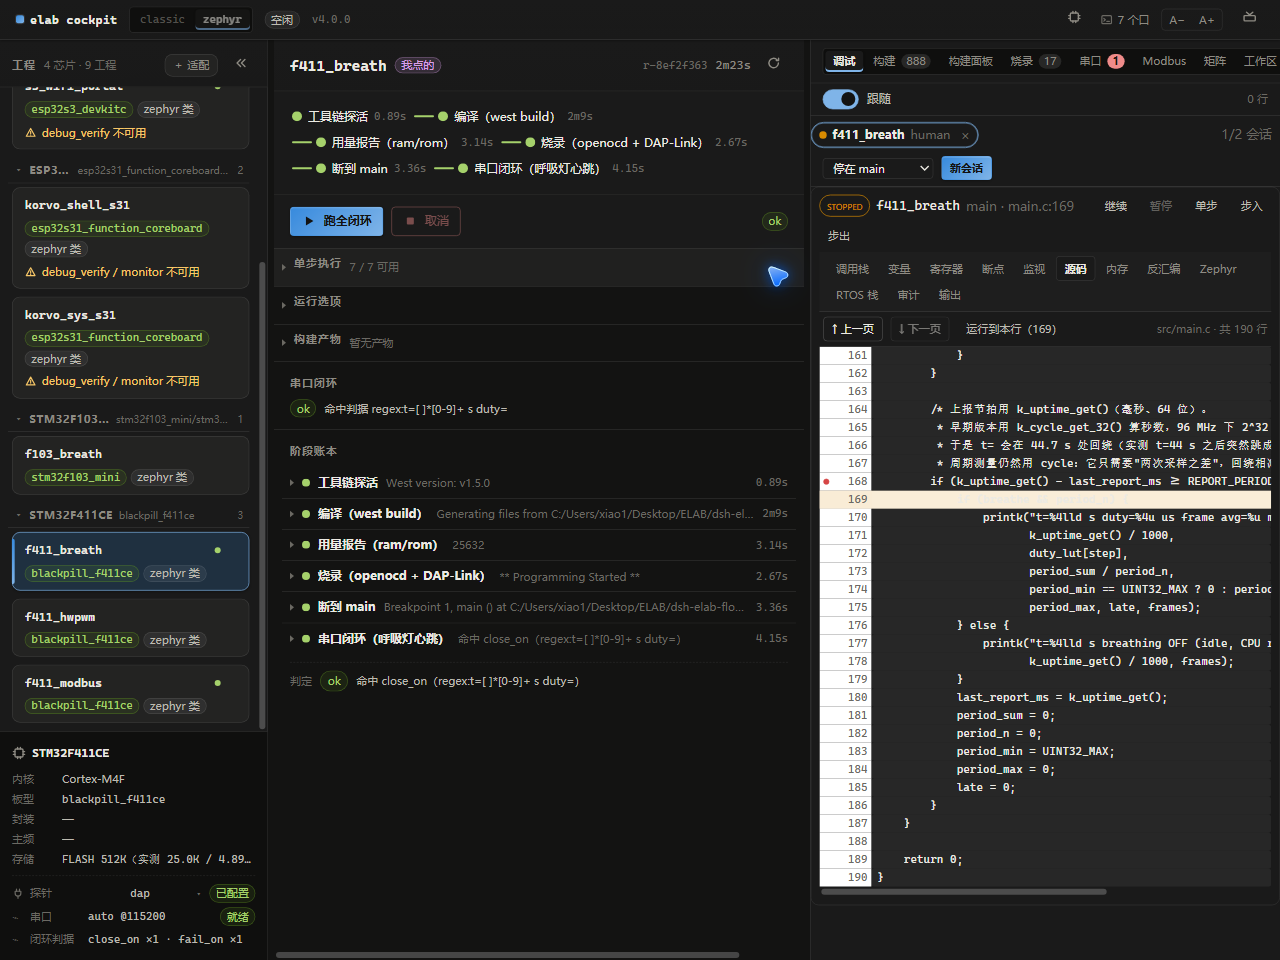 elab cockpit classic zephyr 空闲 v4.0.0 7 个口 A− A+
工程 4 芯片 · 9 工程 + 适配
s3_wifi_portal
esp32s3_devkitc zephyr 类
debug_verify 不可用
ESP3... esp32s31_function_coreboard... 2
korvo_shell_s31
esp32s31_function_coreboard
zephyr 类
debug_verify / monitor 不可用
korvo_sys_s31
esp32s31_function_coreboard
zephyr 类
debug_verify / monitor 不可用
STM32F103... stm32f103_mini/stm3... 1
f103_breath
stm32f103_mini zephyr 类
STM32F411CE blackpill_f411ce 3
f411_breath
blackpill_f411ce zephyr 类
f411_hwpwm
blackpill_f411ce zephyr 类
f411_modbus
blackpill_f411ce zephyr 类
STM32F411CE
内核 Cortex-M4F
板型 blackpill_f411ce
封装 —
主频 —
存储 FLASH 512K（实测 25.0K / 4.89…
探针 dap 已配置
串口 auto @115200 就绪
闭环判据 close_on ×1 · fail_on ×1
f411_breath 我点的 r-8ef2f363 2m23s
工具链探活 0.89s 编译（west build） 2m9s
用量报告（ram/rom） 3.14s 烧录（openocd + DAP-Link） 2.67s
断到 main 3.36s 串口闭环（呼吸灯心跳） 4.15s
跑全闭环 取消 ok
单步执行 7 / 7 可用
运行选项
构建产物 暂无产物
串口闭环
ok 命中判据 regex:t=[ ]*[0-9]+ s duty=
阶段账本
工具链探活 West version: v1.5.0 0.89s
编译（west build） Generating files from C:/Users/xiao1/Desktop/ELAB/dsh-el... 2m9s
用量报告（ram/rom） 25632 3.14s
烧录（openocd + DAP-Link） ** Programming Started ** 2.67s
断到 main Breakpoint 1, main () at C:/Users/xiao1/Desktop/ELAB/dsh-elab-flo... 3.36s
串口闭环（呼吸灯心跳） 命中 close_on（regex:t=[ ]*[0-9]+ s duty=） 4.15s
判定 ok 命中 close_on（regex:t=[ ]*[0-9]+ s duty=）
调试 构建 888 构建面板 烧录 17 串口 1 Modbus 矩阵 工作区
跟随 0 行
f411_breath human × 1/2 会话
停在 main 新会话
STOPPED f411_breath main · main.c:169 继续 暂停 单步 步入
步出
调用栈 变量 寄存器 断点 监视 源码 内存 反汇编 Zephyr
RTOS 栈 审计 输出
↑ 上一页 ↓ 下一页 运行到本行（169） src/main.c · 共 190 行
161 }
162 }
163
164 /* 上报节拍用 k_uptime_get()（毫秒、64 位）。
165 * 早期版本用 k_cycle_get_32() 算秒数，96 MHz 下 2^32
166 * 于是 t= 会在 44.7 s 处回绕（实测 t=44 s 之后突然跳成
167 * 周期测量仍然用 cycle：它只需要"两次采样之差"，回绕相
168 if (k_uptime_get() - last_report_ms ≥ REPORT_PERIOD
169
170 printk("t=%4lld s duty=%4u us frame avg=%u m
171 k_uptime_get() / 1000,
172 duty_lut[step],
173 period_sum / period_n,
174 period_min == UINT32_MAX ? 0 : perio
175 period_max, late, frames);
176 } else {
177 printk("t=%4lld s breathing OFF (idle, CPU
178 k_uptime_get() / 1000, frames);
179 }
180 last_report_ms = k_uptime_get();
181 period_sum = 0;
182 period_n = 0;
183 period_min = UINT32_MAX;
184 period_max = 0;
185 late = 0;
186 }
187 }
188
189 return 0;
190 }